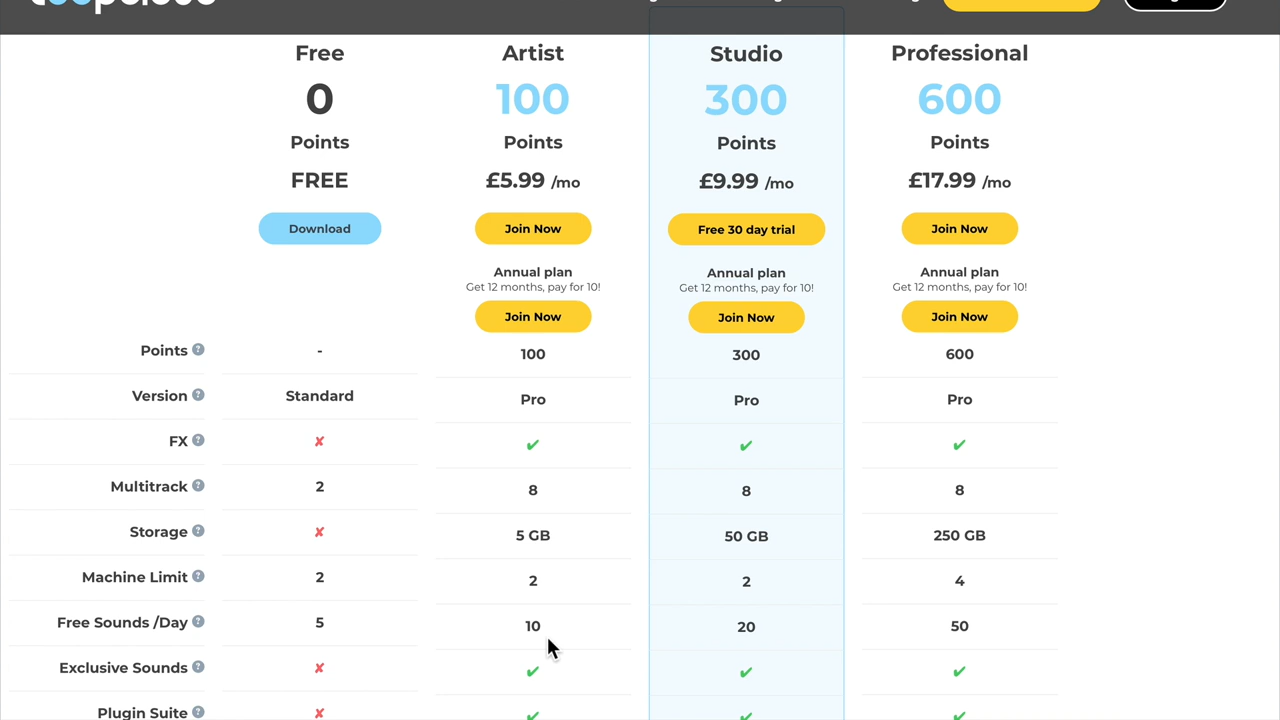 Free Artist Studio Professional
0 100 300 600
Points Points Points Points
FREE £5.99 /mo £9.99 /mo £17.99 /mo
Download Join Now Free 30 day trial Join Now
Annual plan Annual plan Annual plan
Get 12 months, pay for 10! Get 12 months, pay for 10! Get 12 months, pay for 10!
Join Now Join Now Join Now
Points ? - 100 300 600
Version ? Standard Pro Pro Pro
FX ? ✘ ✔ ✔ ✔
Multitrack ? 2 8 8 8
Storage ? ✘ 5 GB 50 GB 250 GB
Machine Limit ? 2 2 2 4
Free Sounds /Day ? 5 10 20 50
Exclusive Sounds ? ✘ ✔ ✔ ✔
Plugin Suite ? ✘ ✔ ✔ ✔